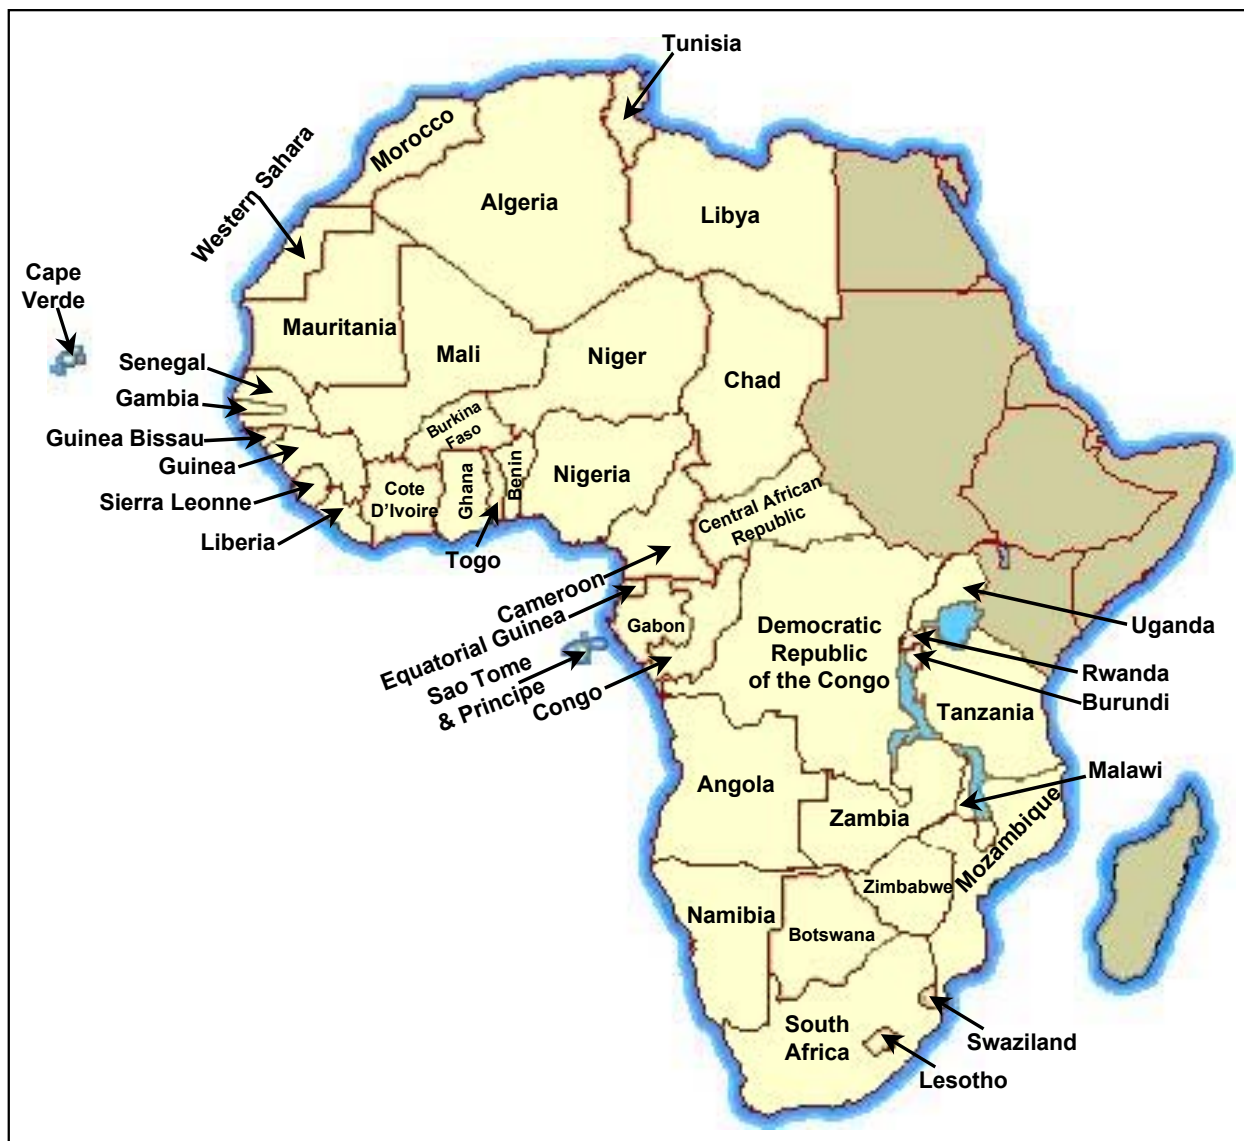 Tunisia
Morocco
Western Sahara
Algeria
Libya
Cape
Verde
Mauritania
Mali
Niger
Chad
Senegal
Gambia
Guinea Bissau
Guinea
Sierra Leonne
Liberia
Burkina
Faso
Cote
D'Ivoire
Ghana
Togo
Benin
Nigeria
Central African
Republic
Cameroon
Equatorial Guinea
Sao Tome
& Principe
Gabon
Congo
Democratic
Republic
of the Congo
Uganda
Rwanda
Burundi
Tanzania
Angola
Zambia
Malawi
Mozambique
Zimbabwe
Namibia
Botswana
South
Africa
Swaziland
Lesotho